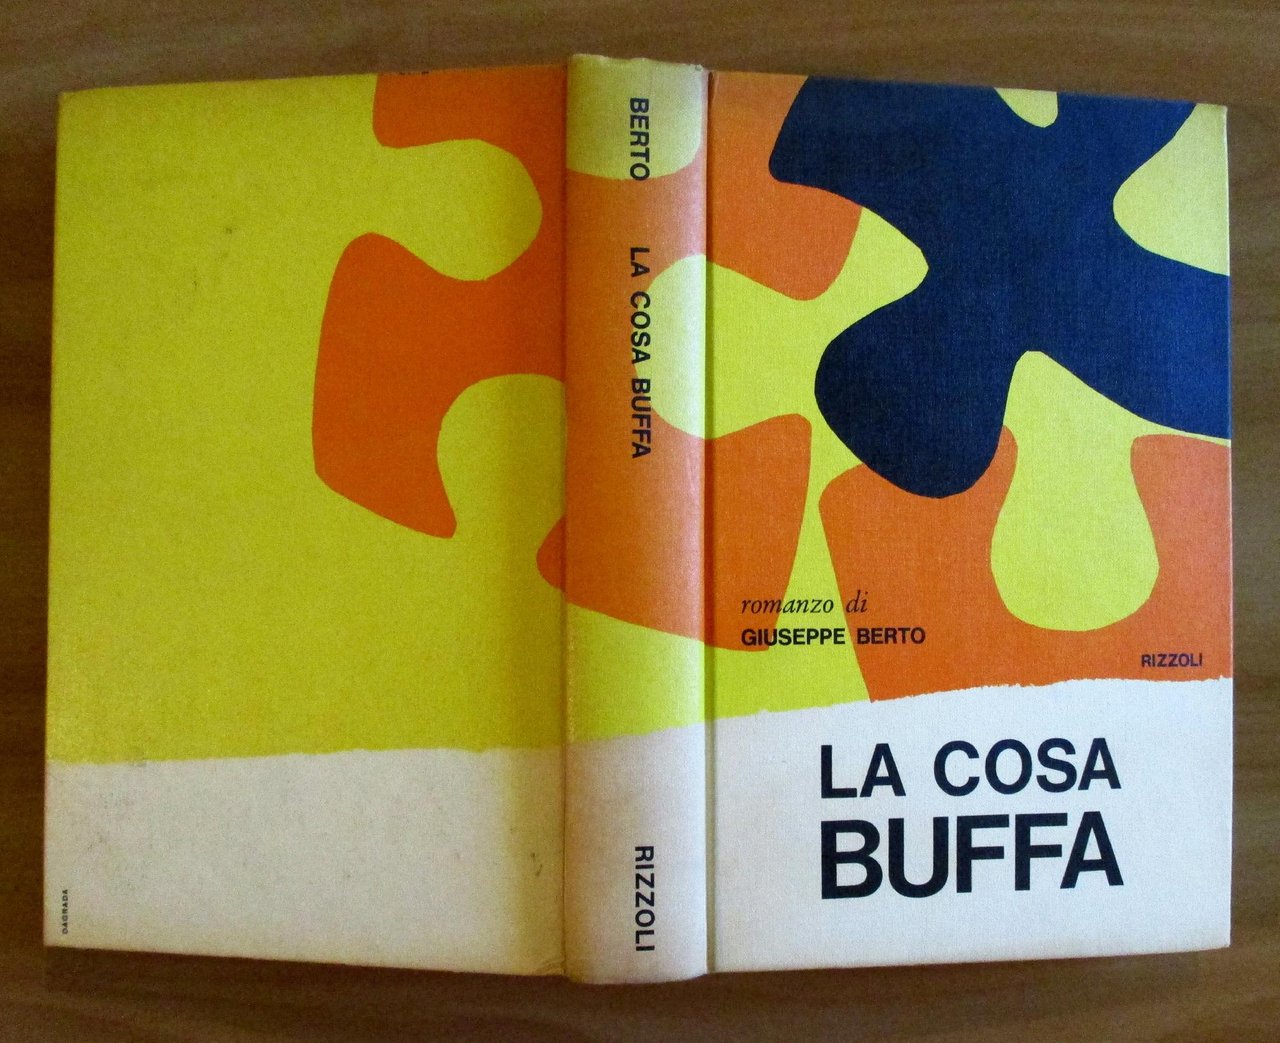 DAGRADA
BERTO LA COSA BUFFA RIZZOLI
romanzo di
GIUSEPPE BERTO
RIZZOLI
LA COSA
BUFFA